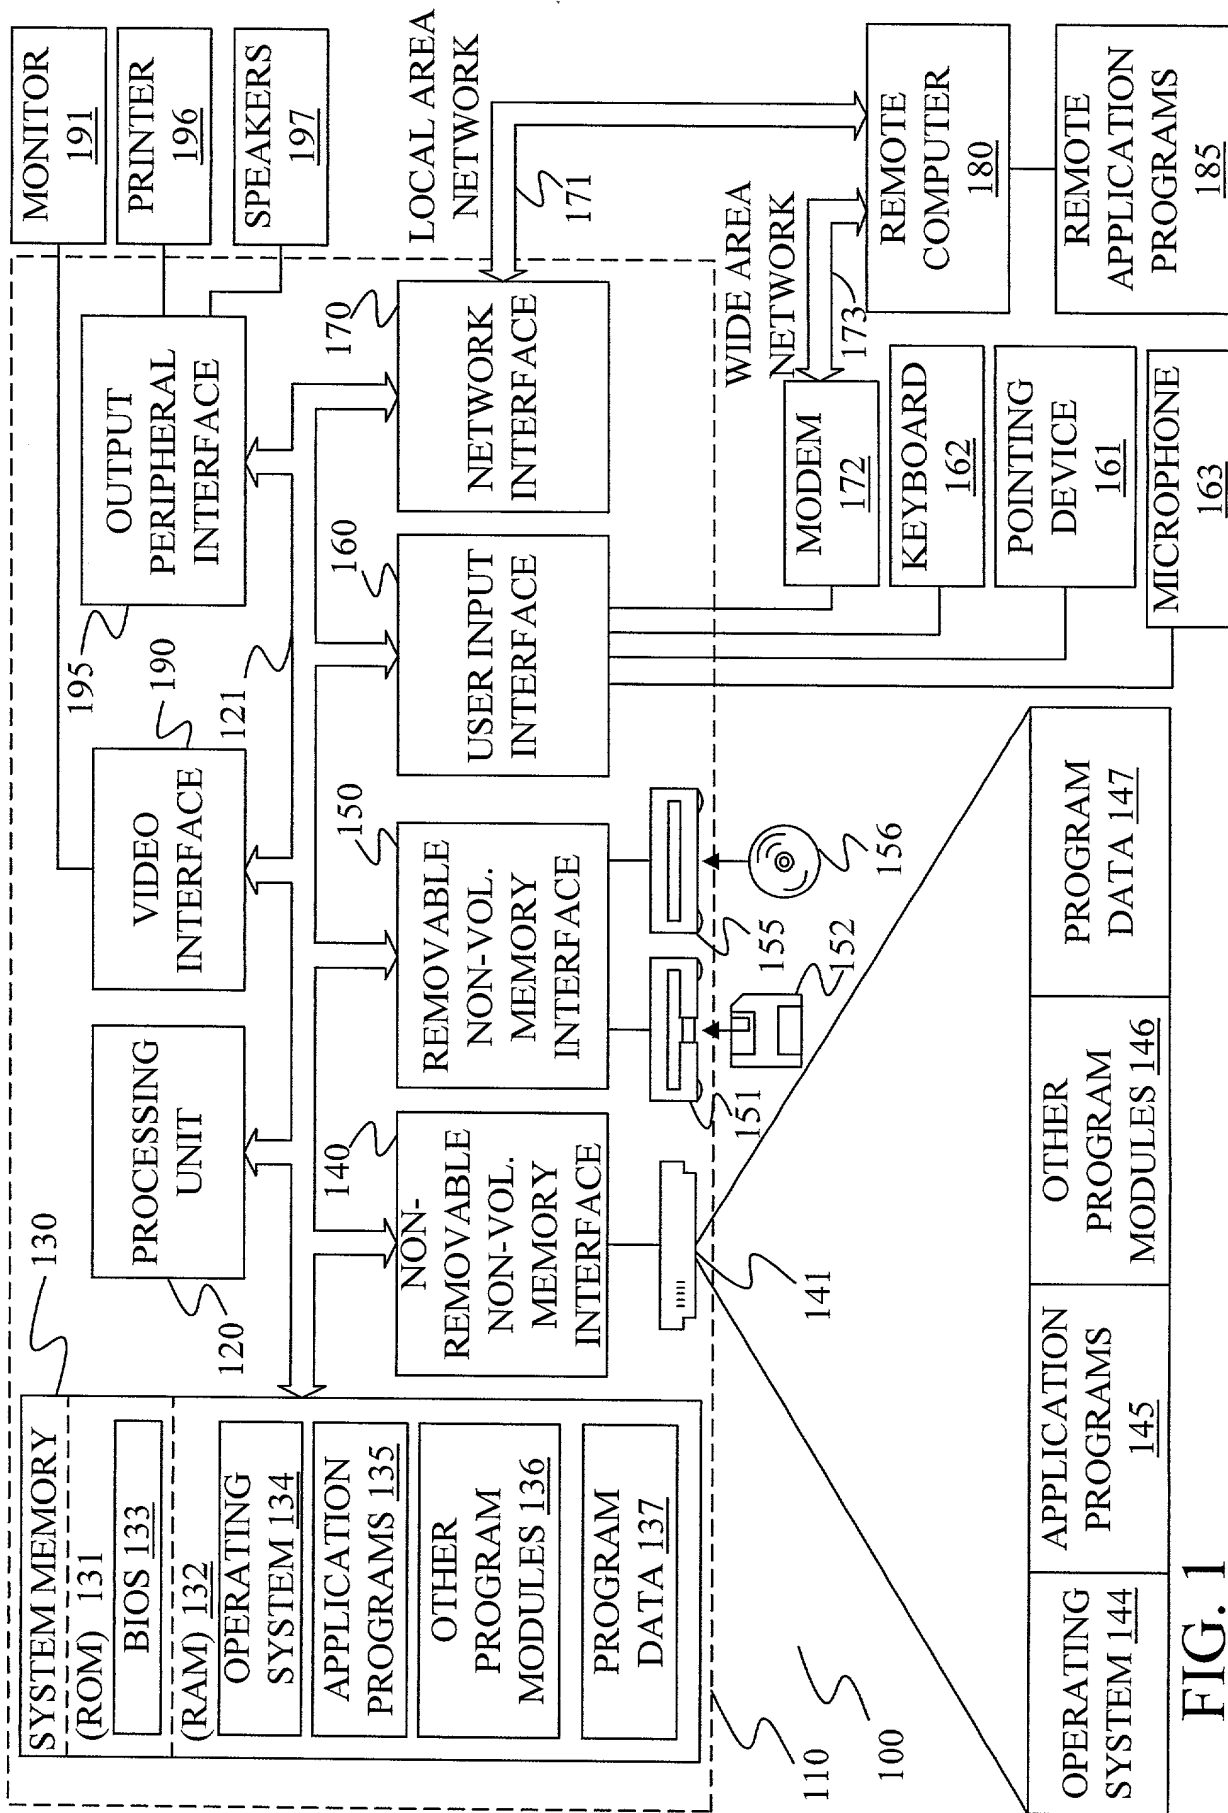 SYSTEM MEMORY
(ROM) 131
BIOS 133
(RAM) 132
OPERATING
SYSTEM 134
APPLICATION
PROGRAMS 135
OTHER
PROGRAM
MODULES 136
PROGRAM
DATA 137
130
PROCESSING
UNIT
120
VIDEO
INTERFACE
190
121
OUTPUT
PERIPHERAL
INTERFACE
195
MONITOR
191
PRINTER
196
SPEAKERS
197
NON-
REMOVABLE
NON-VOL.
MEMORY
INTERFACE
140
REMOVABLE
NON-VOL.
MEMORY
INTERFACE
150
USER INPUT
INTERFACE
160
NETWORK
INTERFACE
170
LOCAL AREA
NETWORK
171
141
151
152
155
156
WIDE AREA
NETWORK
173
MODEM
172
KEYBOARD
162
POINTING
DEVICE
161
MICROPHONE
163
REMOTE
COMPUTER
180
REMOTE
APPLICATION
PROGRAMS
185
110
100
OPERATING
SYSTEM 144
APPLICATION
PROGRAMS
145
OTHER
PROGRAM
MODULES 146
PROGRAM
DATA 147
FIG. 1